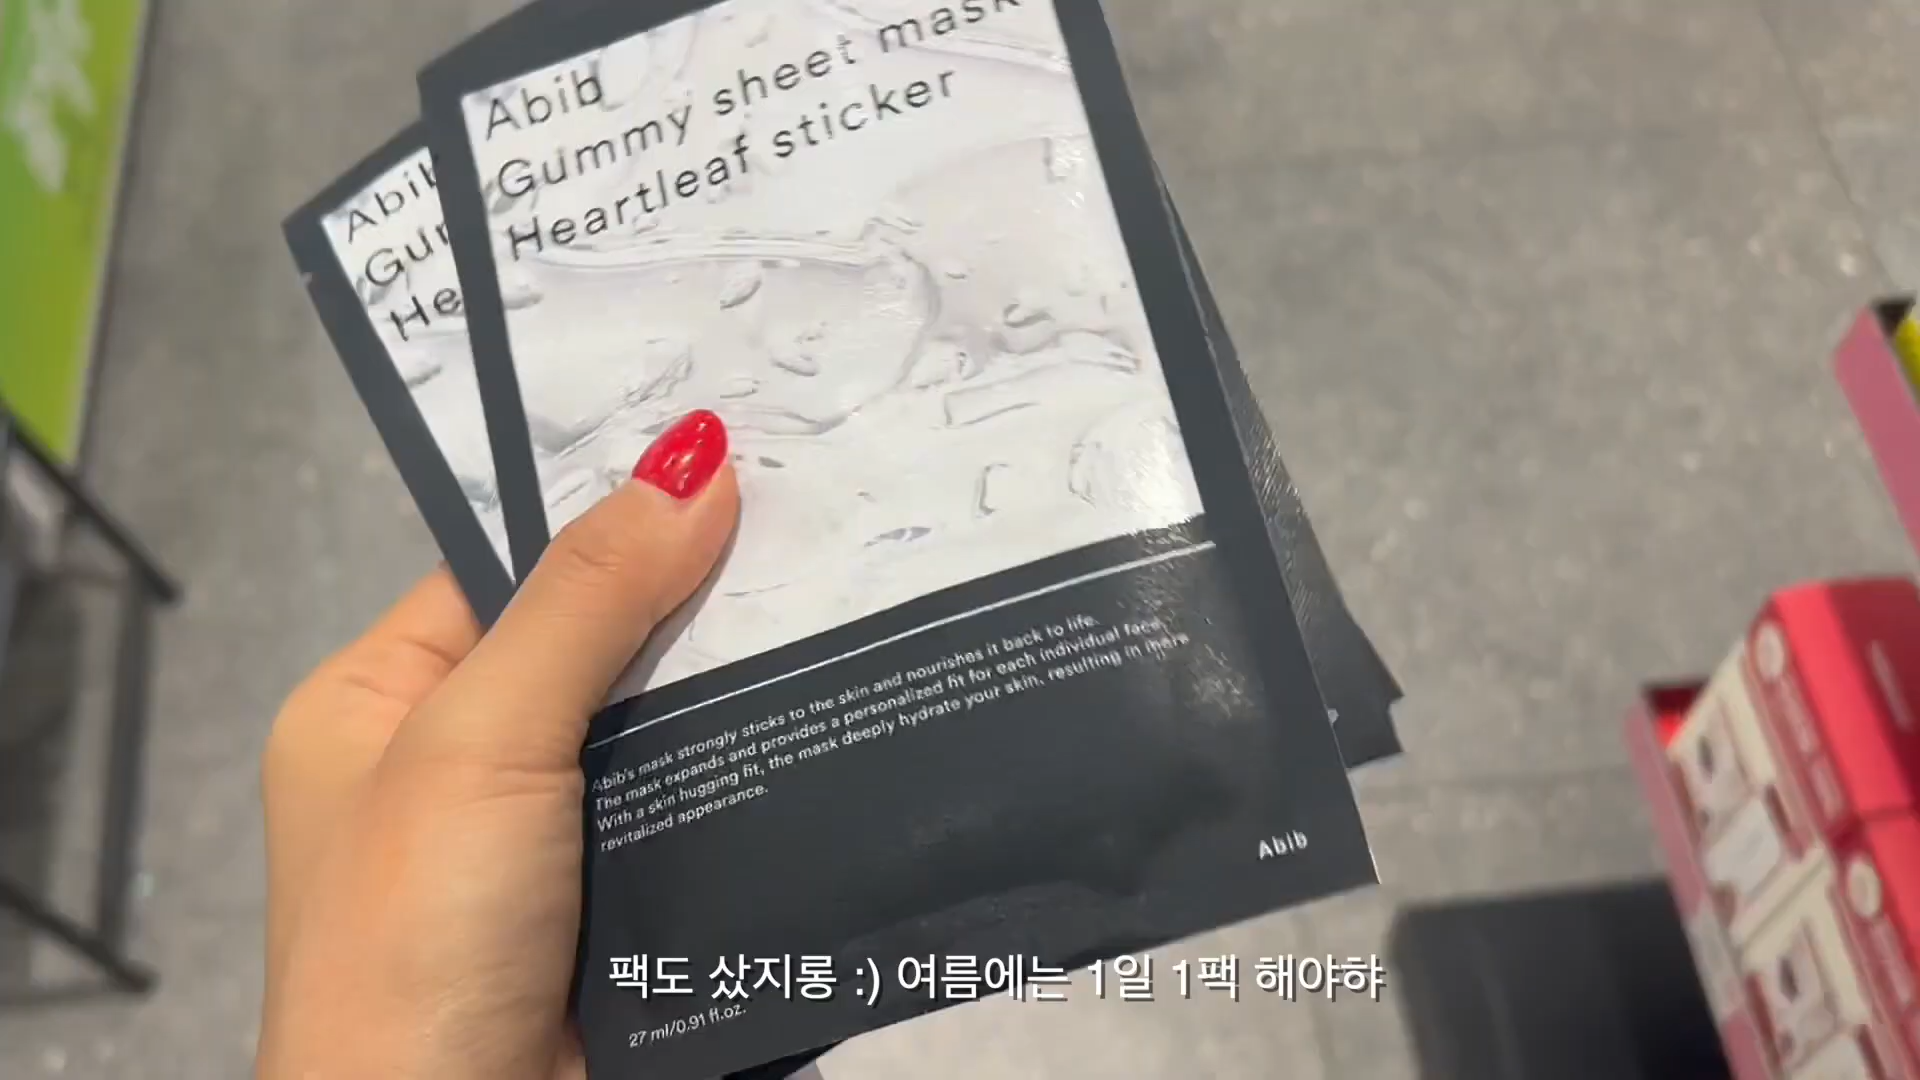 Abib
Gummy sheet mask
Heartleaf sticker
Abib
Gum
He
Abib's mask strongly sticks to the skin and nourishes it back to life.
The mask expands and provides a personalized fit for each individual face.
With a skin hugging fit, the mask deeply hydrate your skin, resulting in more
revitalized appearance.
Abib
팩도 샀지롱 :) 여름에는 1일 1팩 해야햐
27 ml/0.91 fl.oz.